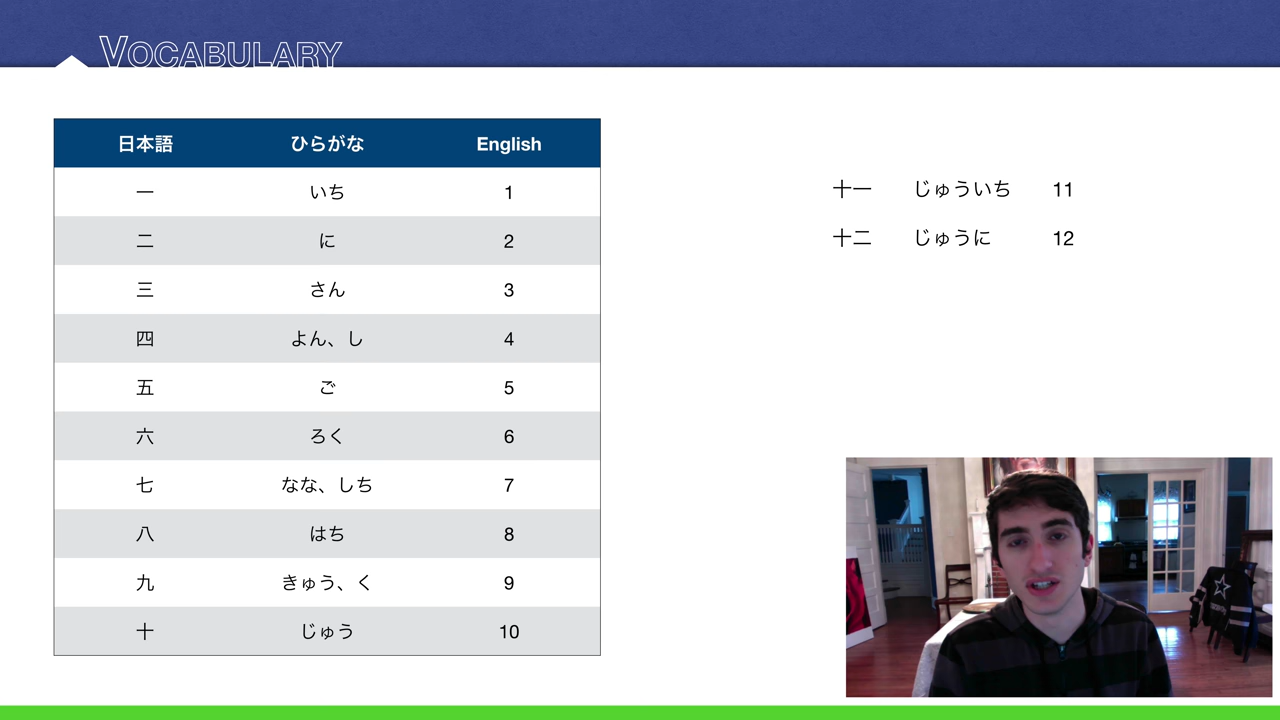 VOCABULARY
日本語 ひらがな English
一 いち 1
二 に 2
三 さん 3
四 よん、し 4
五 ご 5
六 ろく 6
七 なな、しち 7
八 はち 8
九 きゅう、く 9
十 じゅう 10
十一 じゅういち 11
十二 じゅうに 12